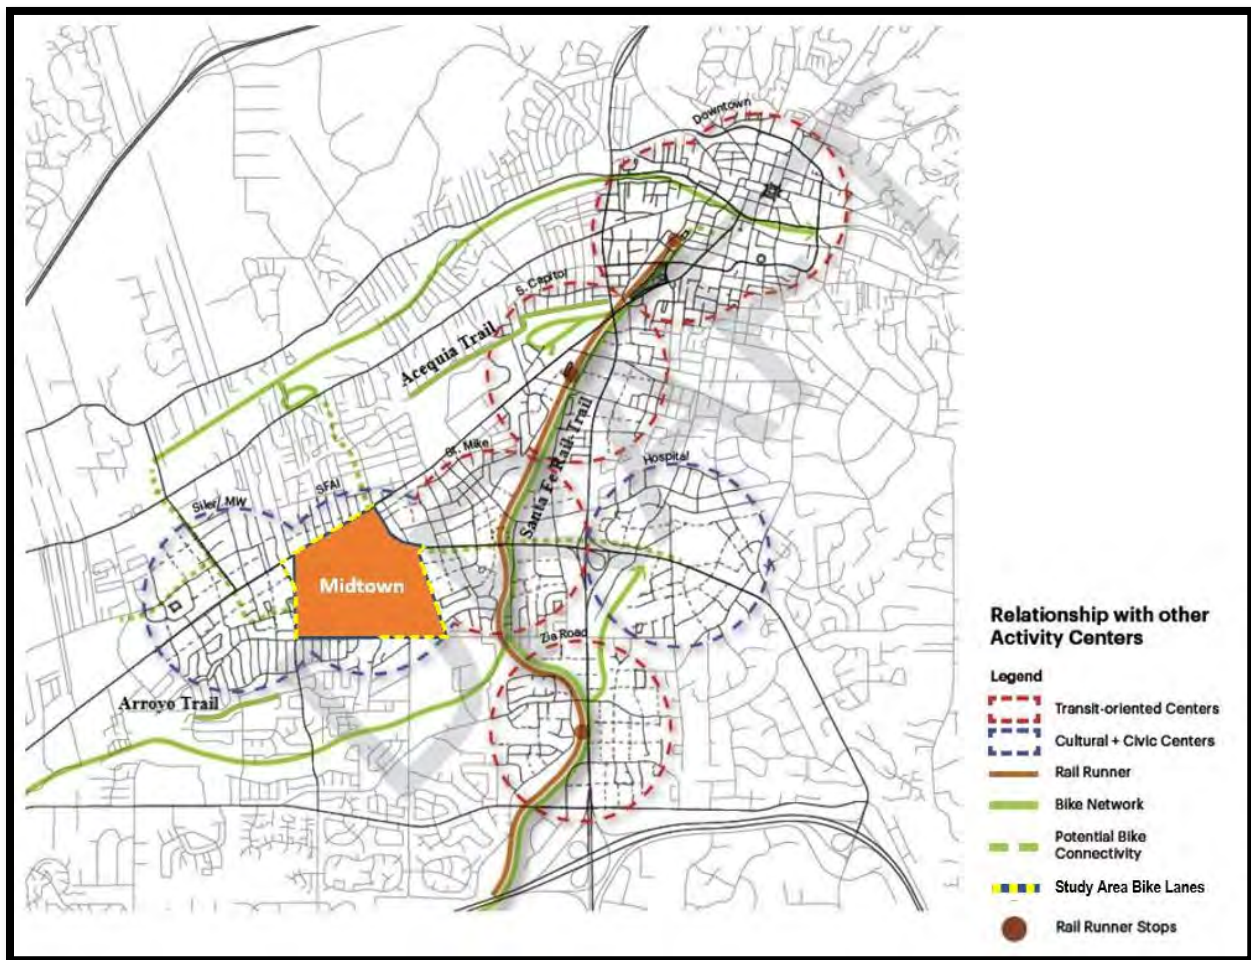 Downtown
S. Capitol
Acequia Trail
Santa Fe Rail Trail
St. Mike
Hospital
SFAI
Siler/ MW
Midtown
Zia Road
Arroyo Trail
Relationship with other
Activity Centers
Legend
Transit-oriented Centers
Cultural + Civic Centers
Rail Runner
Bike Network
Potential Bike
Connectivity
Study Area Bike Lanes
Rail Runner Stops